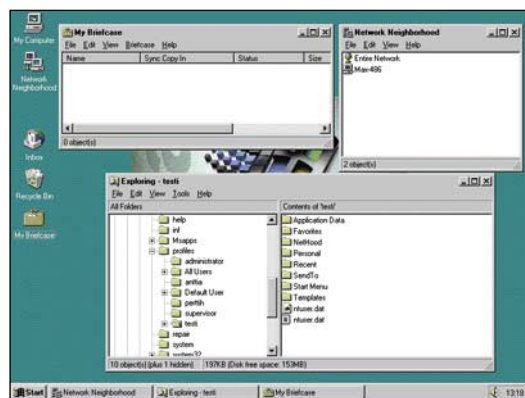 My Computer
Network Neighborhood
Inbox
Recycle Bin
My Briefcase
My Briefcase
File Edit View Briefcase Help
Name Sync Copy In Status Size
0 object(s)
Network Neighborhood
File Edit View Help
Entire Network
Max-486
2 object(s)
Exploring - testi
File Edit View Tools Help
All Folders Contents of 'testi'
help
inf
Msapps
profiles
administrator
All Users
anttia
Default User
perttih
supervisor
testi
repair
system
system32
Application Data
Favorites
NetHood
Personal
Recent
SendTo
Start Menu
Templates
ntuser.dat
ntuser.dat
10 object(s) (plus 1 hidden) 197KB (Disk free space: 153MB)
Start Network Neighborhood Exploring - testi My Briefcase 13:18